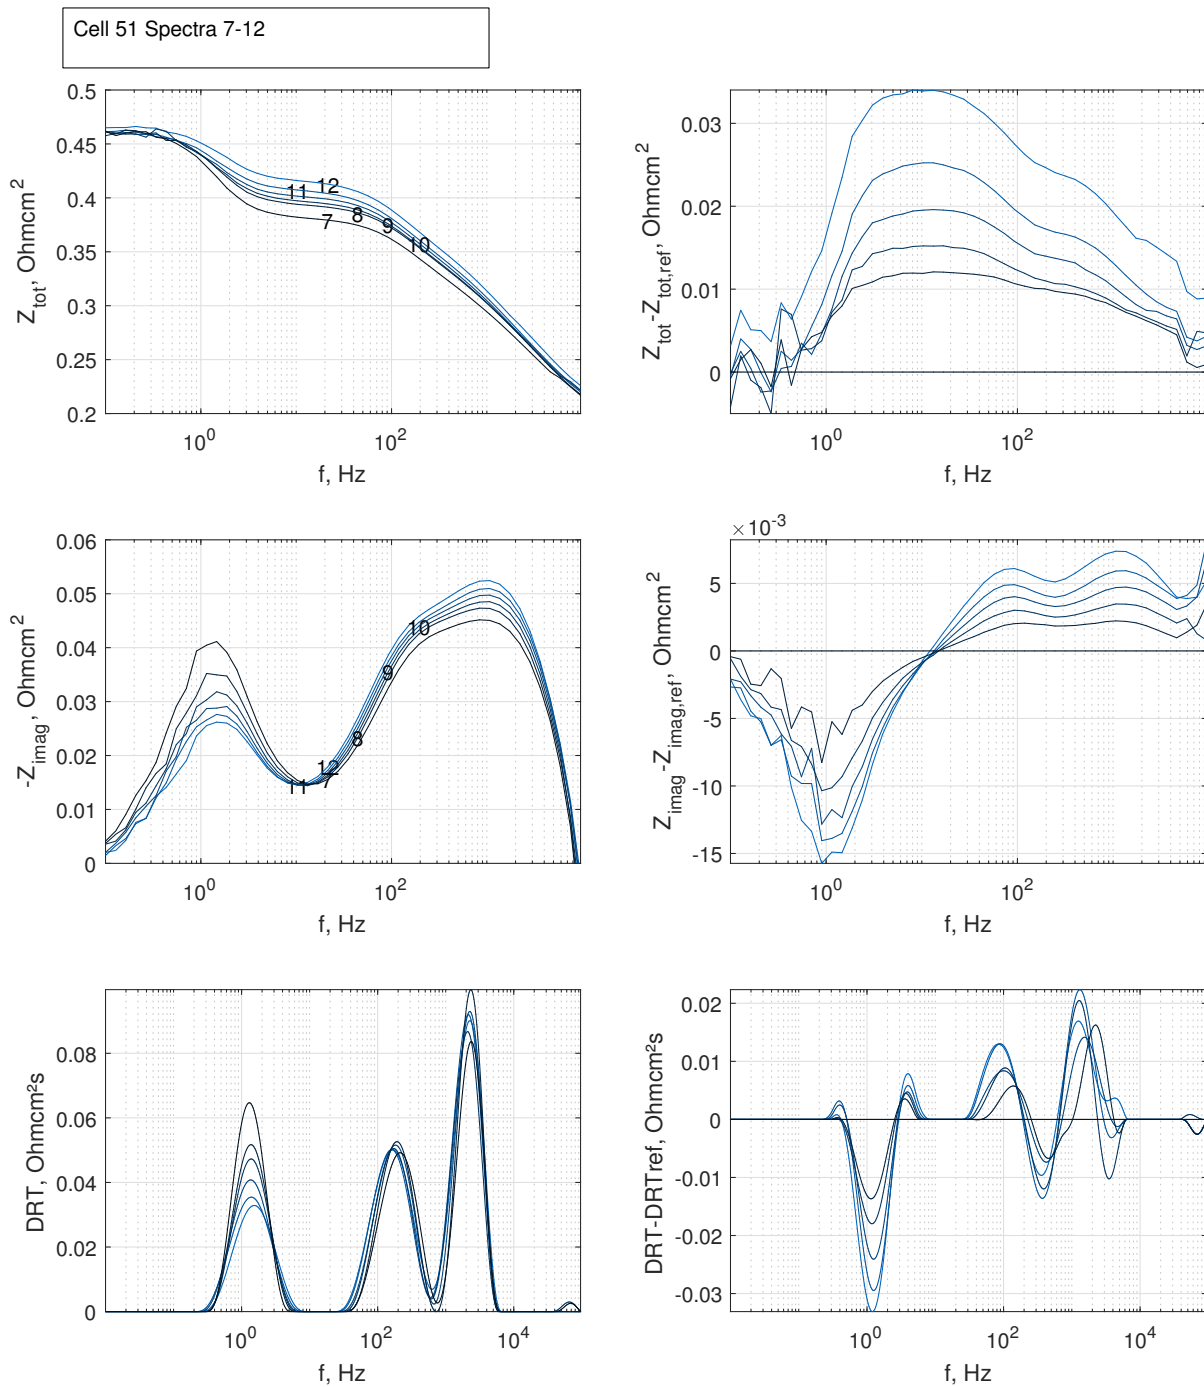 Cell 51 Spectra 7-12
0.5
0.45
0.4
0.35
0.3
0.25
0.2
Z_tot, Ohmcm^2
11 12
7 8 9 10
10^0 10^2
f, Hz
0.03
0.02
0.01
0
Z_tot-Z_tot,ref, Ohmcm^2
10^0 10^2
f, Hz
0.06
0.05
0.04
0.03
0.02
0.01
0
-Z_imag, Ohmcm^2
10
9
8
12
11 7
10^0 10^2
f, Hz
×10^-3
5
0
-5
-10
-15
Z_imag-Z_imag,ref, Ohmcm^2
10^0 10^2
f, Hz
0.08
0.06
0.04
0.02
0
DRT, Ohmcm²s
10^0 10^2 10^4
f, Hz
0.02
0.01
0
-0.01
-0.02
-0.03
DRT-DRTref, Ohmcm²s
10^0 10^2 10^4
f, Hz